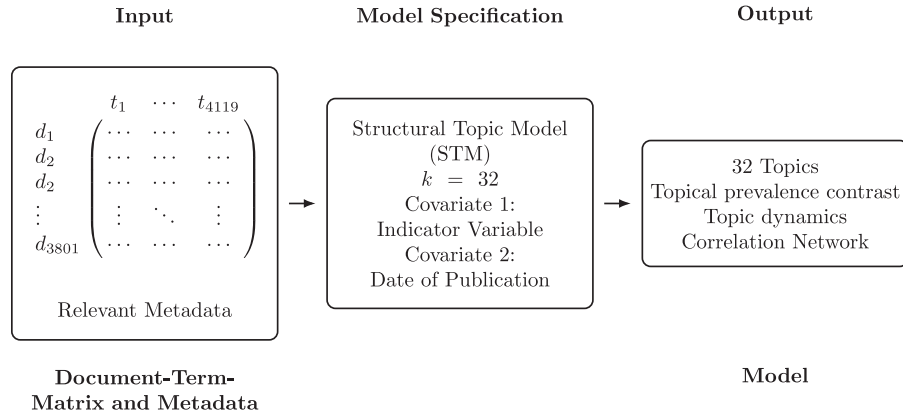 Input
Model Specification
Output
t₁ ⋯ t₄₁₁₉
d₁ ⋯ ⋯ ⋯
d₂ ⋯ ⋯ ⋯
d₂ ⋯ ⋯ ⋯
⋮ ⋮ ⋱ ⋮
d₃₈₀₁ ⋯ ⋯ ⋯
Relevant Metadata
Structural Topic Model
(STM)
k = 32
Covariate 1:
Indicator Variable
Covariate 2:
Date of Publication
32 Topics
Topical prevalence contrast
Topic dynamics
Correlation Network
Document-Term-
Matrix and Metadata
Model